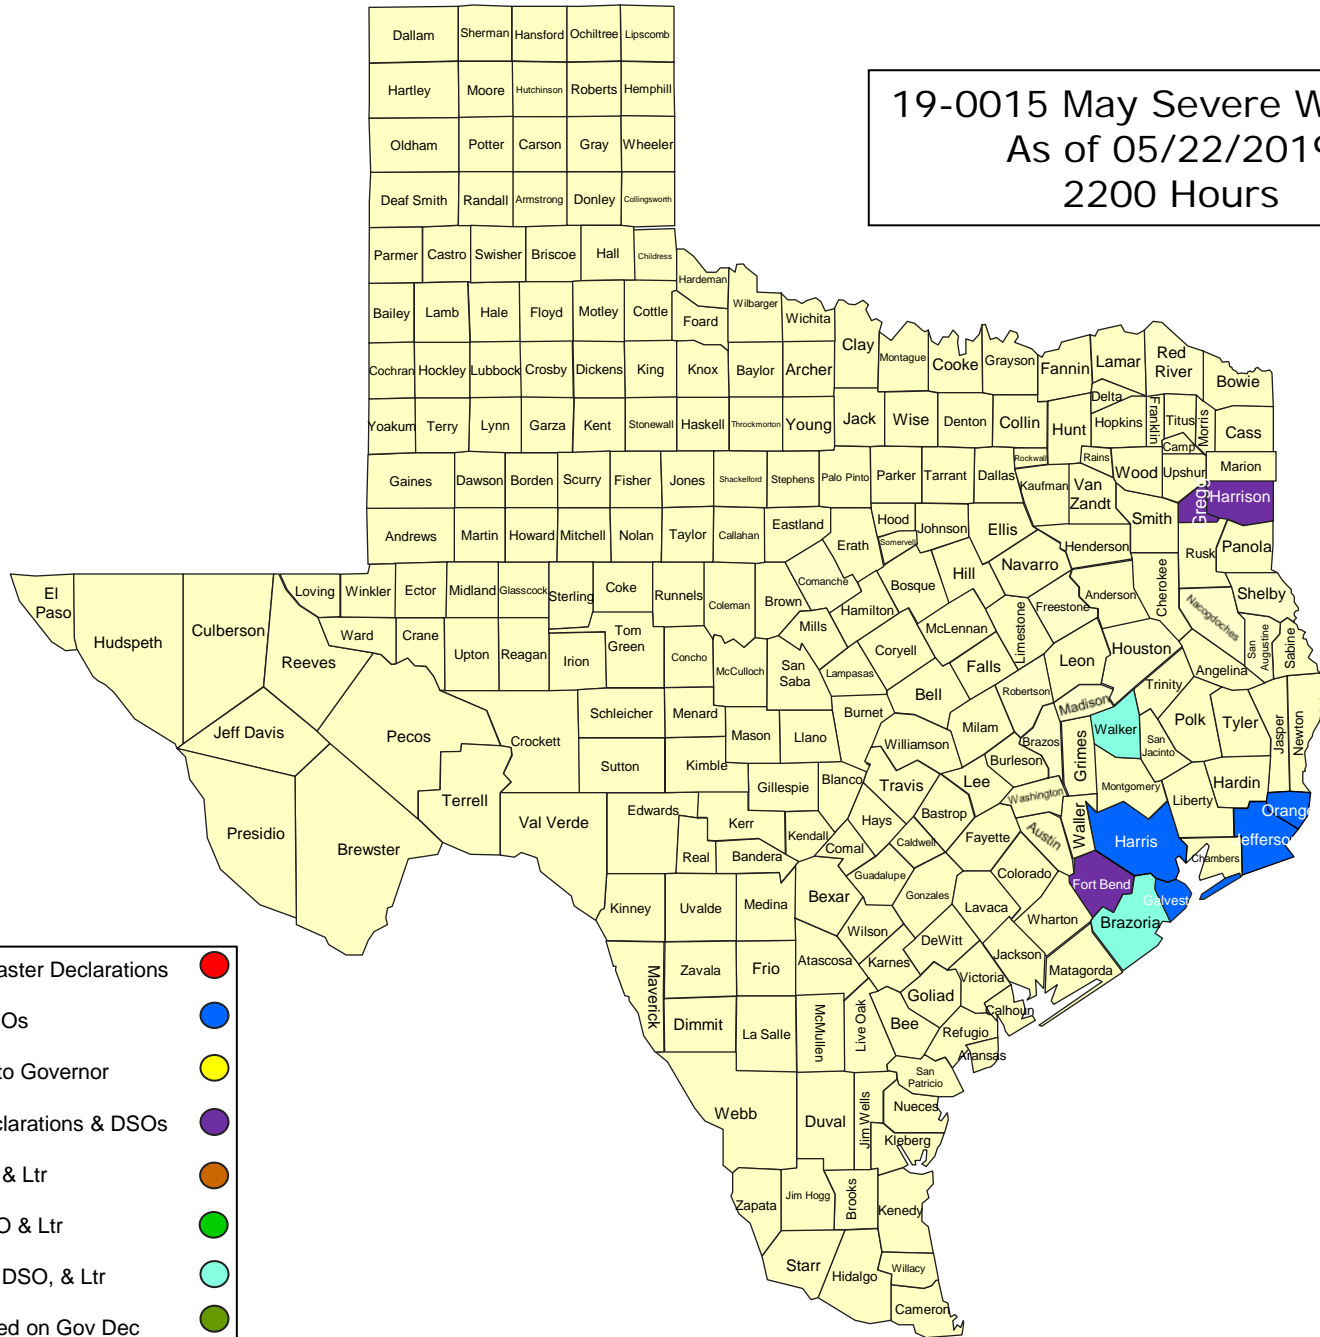 Dallam Sherman Hansford Ochiltree Lipscomb
19-0015 May Severe W
As of 05/22/2019
2200 Hours
Hartley Moore Hutchinson Roberts Hemphill
Oldham Potter Carson Gray Wheeler
Deaf Smith Randall Armstrong Donley Collingsworth
Parmer Castro Swisher Briscoe Hall Childress
Hardeman
Bailey Lamb Hale Floyd Motley Cottle Foard Wilbarger Wichita
Clay Montague Cooke Grayson Fannin Lamar Red
River Bowie
Cochran Hockley Lubbock Crosby Dickens King Knox Baylor Archer
Delta
Yoakum Terry Lynn Garza Kent Stonewall Haskell Throckmorton Young Jack Wise Denton Collin Hunt Hopkins Franklin Titus Morris Cass
Camp
Gaines Dawson Borden Scurry Fisher Jones Shackelford Stephens Palo Pinto Parker Tarrant Dallas Rockwall Kaufman Rains Van
Zandt Wood Upshur Marion
Gregg Harrison
Andrews Martin Howard Mitchell Nolan Taylor Callahan Eastland Erath Hood Somervell Johnson Ellis Henderson Smith Rusk Panola
El
Paso Hudspeth Culberson Loving Winkler Ector Midland Glasscock Sterling Coke Runnels Coleman Brown Comanche Hamilton Bosque Hill Navarro Freestone Anderson Cherokee Nacogdoches Shelby
Reeves Ward Crane Upton Reagan Irion Tom
Green Concho McCulloch San
Saba Mills Lampasas Coryell McLennan Limestone Falls Leon Houston Angelina San
Augustine Sabine
Jeff Davis Pecos Crockett Schleicher Menard Mason Llano Burnet Bell Milam Robertson Madison Walker Trinity San
Jacinto Polk Tyler Jasper Newton
Presidio Brewster Terrell Val Verde Sutton Kimble Gillespie Blanco Williamson Travis Lee Burleson Brazos Grimes Montgomery Liberty Hardin Orange
Edwards Kerr Real Bandera Kendall Comal Hays Caldwell Bastrop Fayette Washington Austin Waller Harris Chambers Jefferso
Kinney Uvalde Medina Bexar Guadalupe Gonzales Lavaca Colorado Fort Bend Galvest
Wharton Brazoria
Maverick Zavala Frio Atascosa Wilson Karnes DeWitt Jackson Matagorda
Dimmit La Salle McMullen Live Oak Bee Goliad Victoria Calhoun
Refugio Aransas
San
Patricio
Webb Duval Jim Wells Nueces
Kleberg
Zapata Jim Hogg Brooks Kenedy
Starr Hidalgo Willacy
Cameron
aster Declarations
Os
to Governor
clarations & DSOs
& Ltr
O & Ltr
DSO, & Ltr
ed on Gov Dec